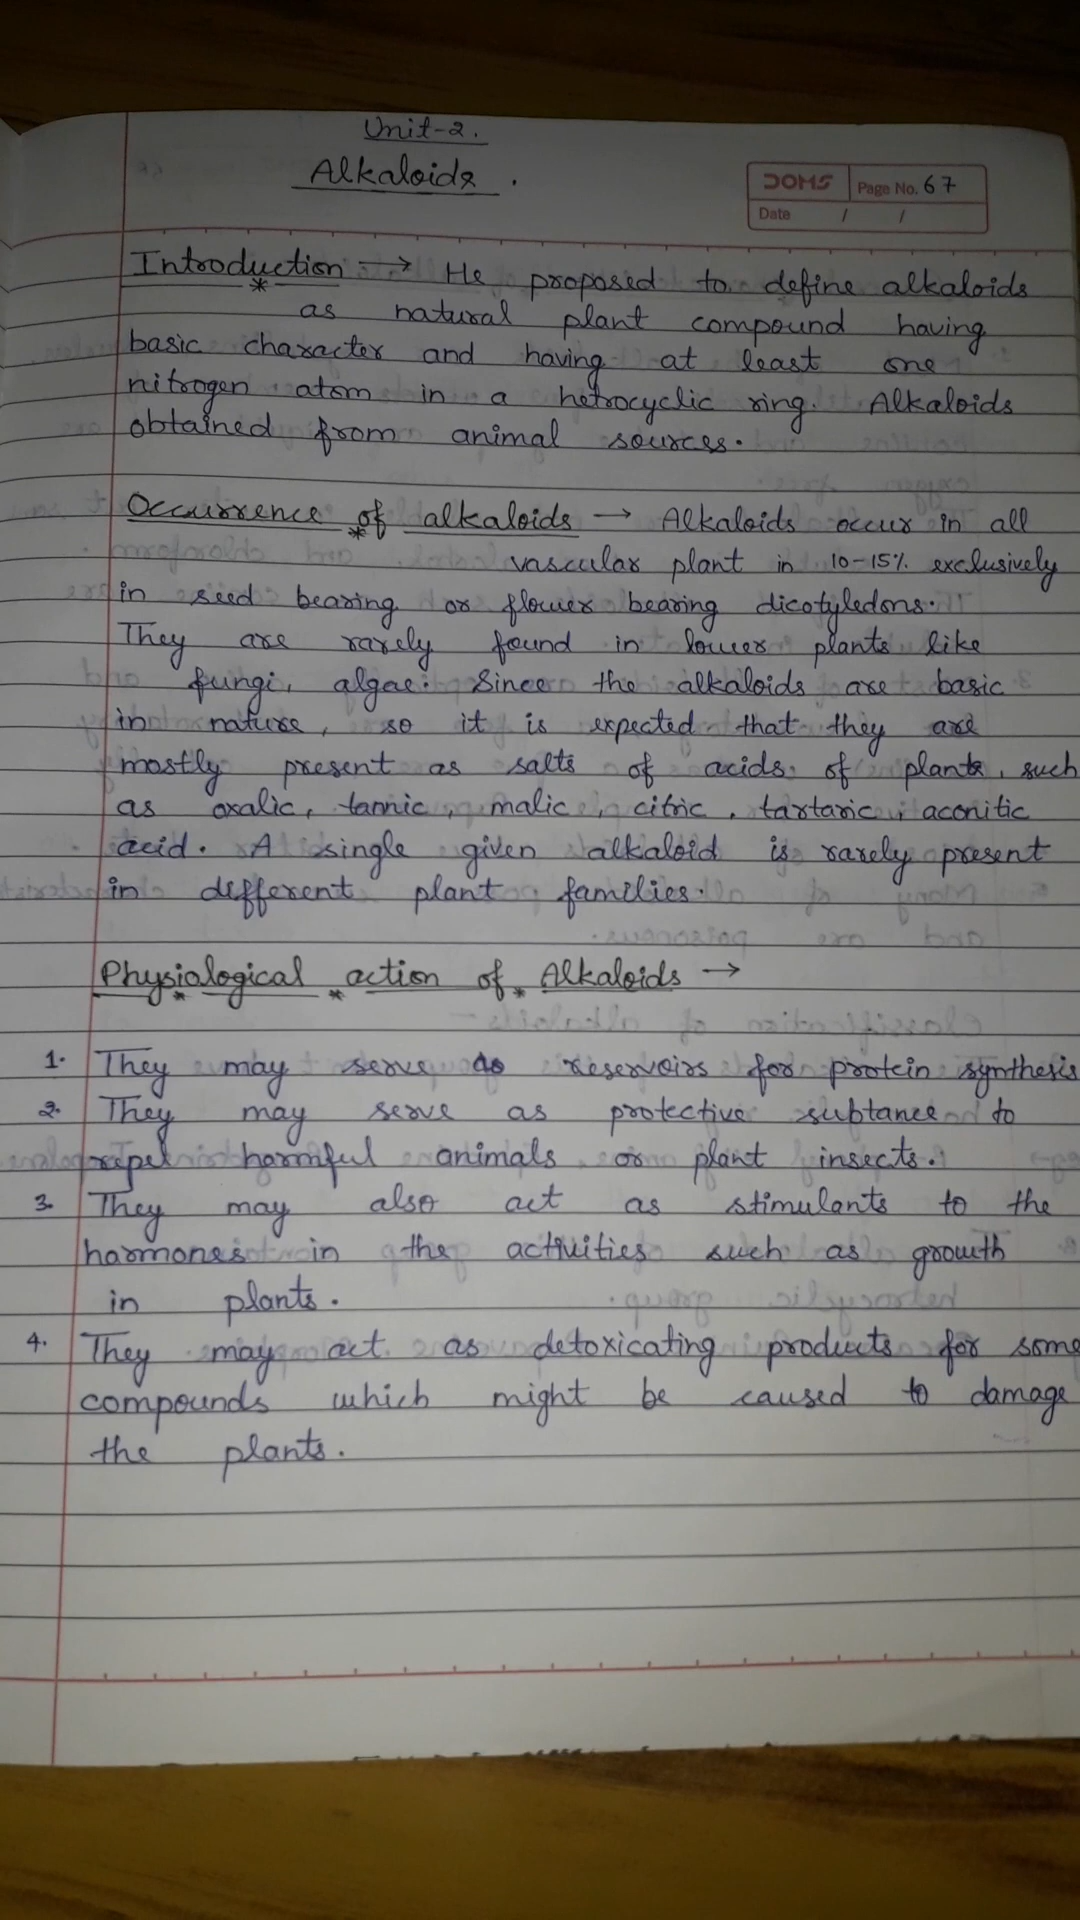 Unit-2.
Alkaloids.
DOMS Page No. 67
Date / /
Introduction → He proposed to define alkaloids
as natural plant compound having
basic character and having at least one
nitrogen atom in a hetrocyclic ring. Alkaloids
obtained from animal sources.
Occurrence of alkaloids → Alkaloids occur in all
vascular plant in 10-15% exclusively
in seed bearing or flower bearing dicotyledons.
They are rarely found in lower plants like
fungi, algae. Since the alkaloids are basic
in nature, so it is expected that they are
mostly present as salts of acids of plants, such
as oxalic, tannic, malic, citric, tartaric, aconitic
acid. A single given alkaloid is rarely present
in different plant families.
Physiological action of Alkaloids →
1. They may serve as reservoirs for protein synthesis
2. They may serve as protective subtance to
repel harmful animals or plant insects.
3. They may also act as stimulants to the
harmones in the activities such as growth
in plants.
4. They may act as detoxicating products for some
compounds which might be caused to damage
the plants.